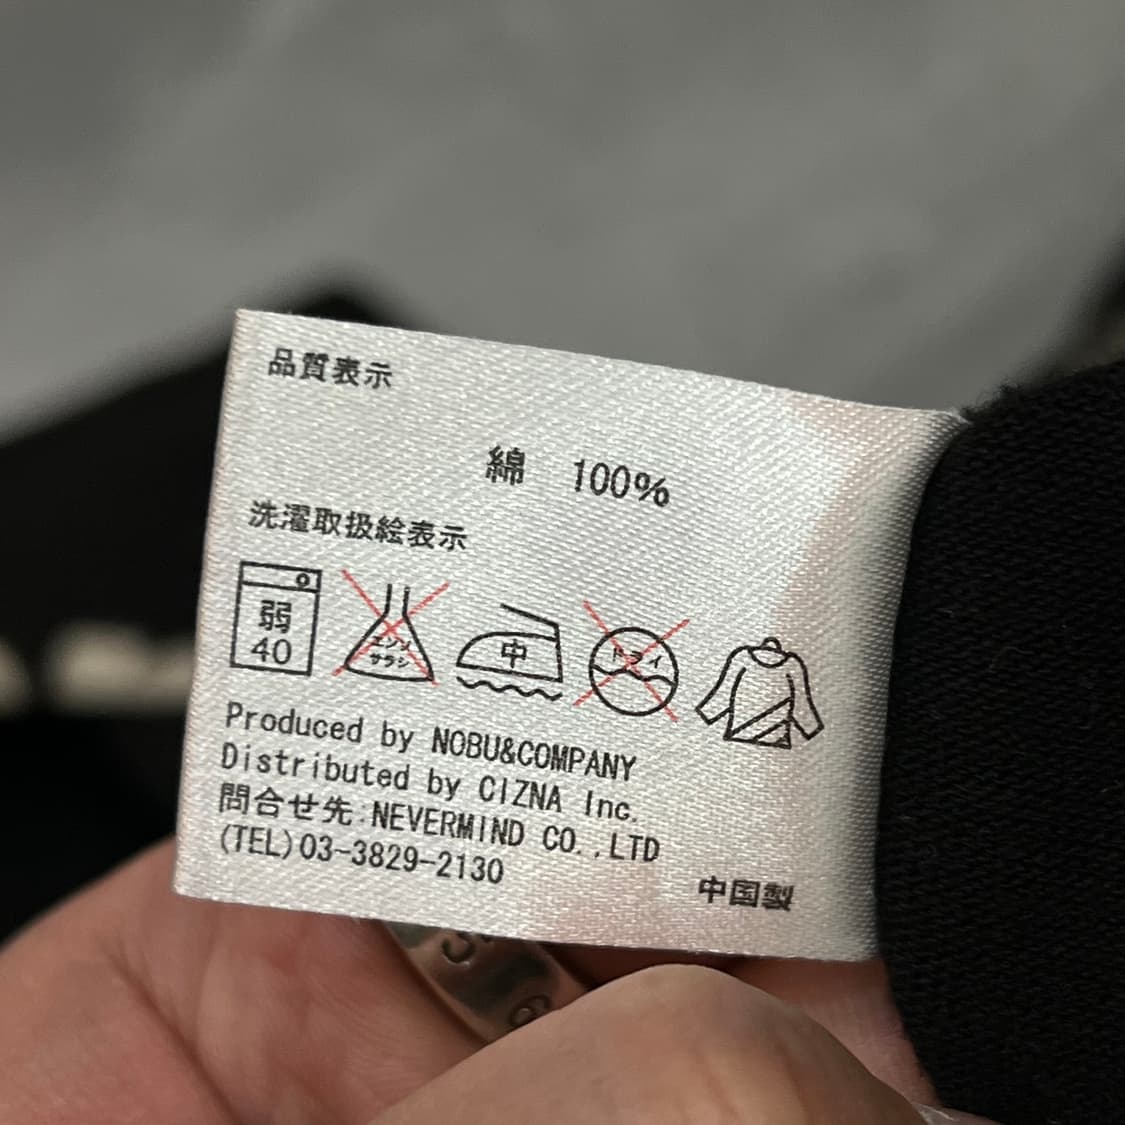 品質表示
綿 100%
洗濯取扱絵表示
弱
40
エンソ
サラシ
中
ドライ
Produced by NOBU&COMPANY
Distributed by CIZNA Inc.
問合せ先:NEVERMIND CO.,LTD
(TEL)03-3829-2130
中国製